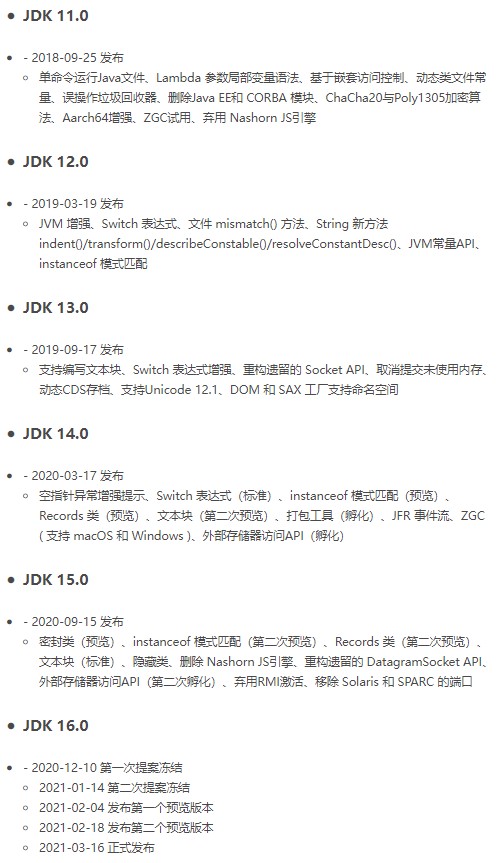 JDK 11.0
- 2018-09-25 发布
单命令运行Java文件、Lambda 参数局部变量语法、基于嵌套访问控制、动态类文件常
量、误操作垃圾回收器、删除Java EE和 CORBA 模块、ChaCha20与Poly1305加密算
法、Aarch64增强、ZGC试用、弃用 Nashorn JS引擎
JDK 12.0
- 2019-03-19 发布
JVM 增强、Switch 表达式、文件 mismatch() 方法、String 新方法
indent()/transform()/describeConstable()/resolveConstantDesc()、JVM常量API、
instanceof 模式匹配
JDK 13.0
- 2019-09-17 发布
支持编写文本块、Switch 表达式增强、重构遗留的 Socket API、取消提交未使用内存、
动态CDS存档、支持Unicode 12.1、DOM 和 SAX 工厂支持命名空间
JDK 14.0
- 2020-03-17 发布
空指针异常增强提示、Switch 表达式（标准）、instanceof 模式匹配（预览）、
Records 类（预览）、文本块（第二次预览）、打包工具（孵化）、JFR 事件流、ZGC
( 支持 macOS 和 Windows )、外部存储器访问API（孵化）
JDK 15.0
- 2020-09-15 发布
密封类（预览）、instanceof 模式匹配（第二次预览）、Records 类（第二次预览）、
文本块（标准）、隐藏类、删除 Nashorn JS引擎、重构遗留的 DatagramSocket API、
外部存储器访问API（第二次孵化）、弃用RMI激活、移除 Solaris 和 SPARC 的端口
JDK 16.0
- 2020-12-10 第一次提案冻结
2021-01-14 第二次提案冻结
2021-02-04 发布第一个预览版本
2021-02-18 发布第二个预览版本
2021-03-16 正式发布